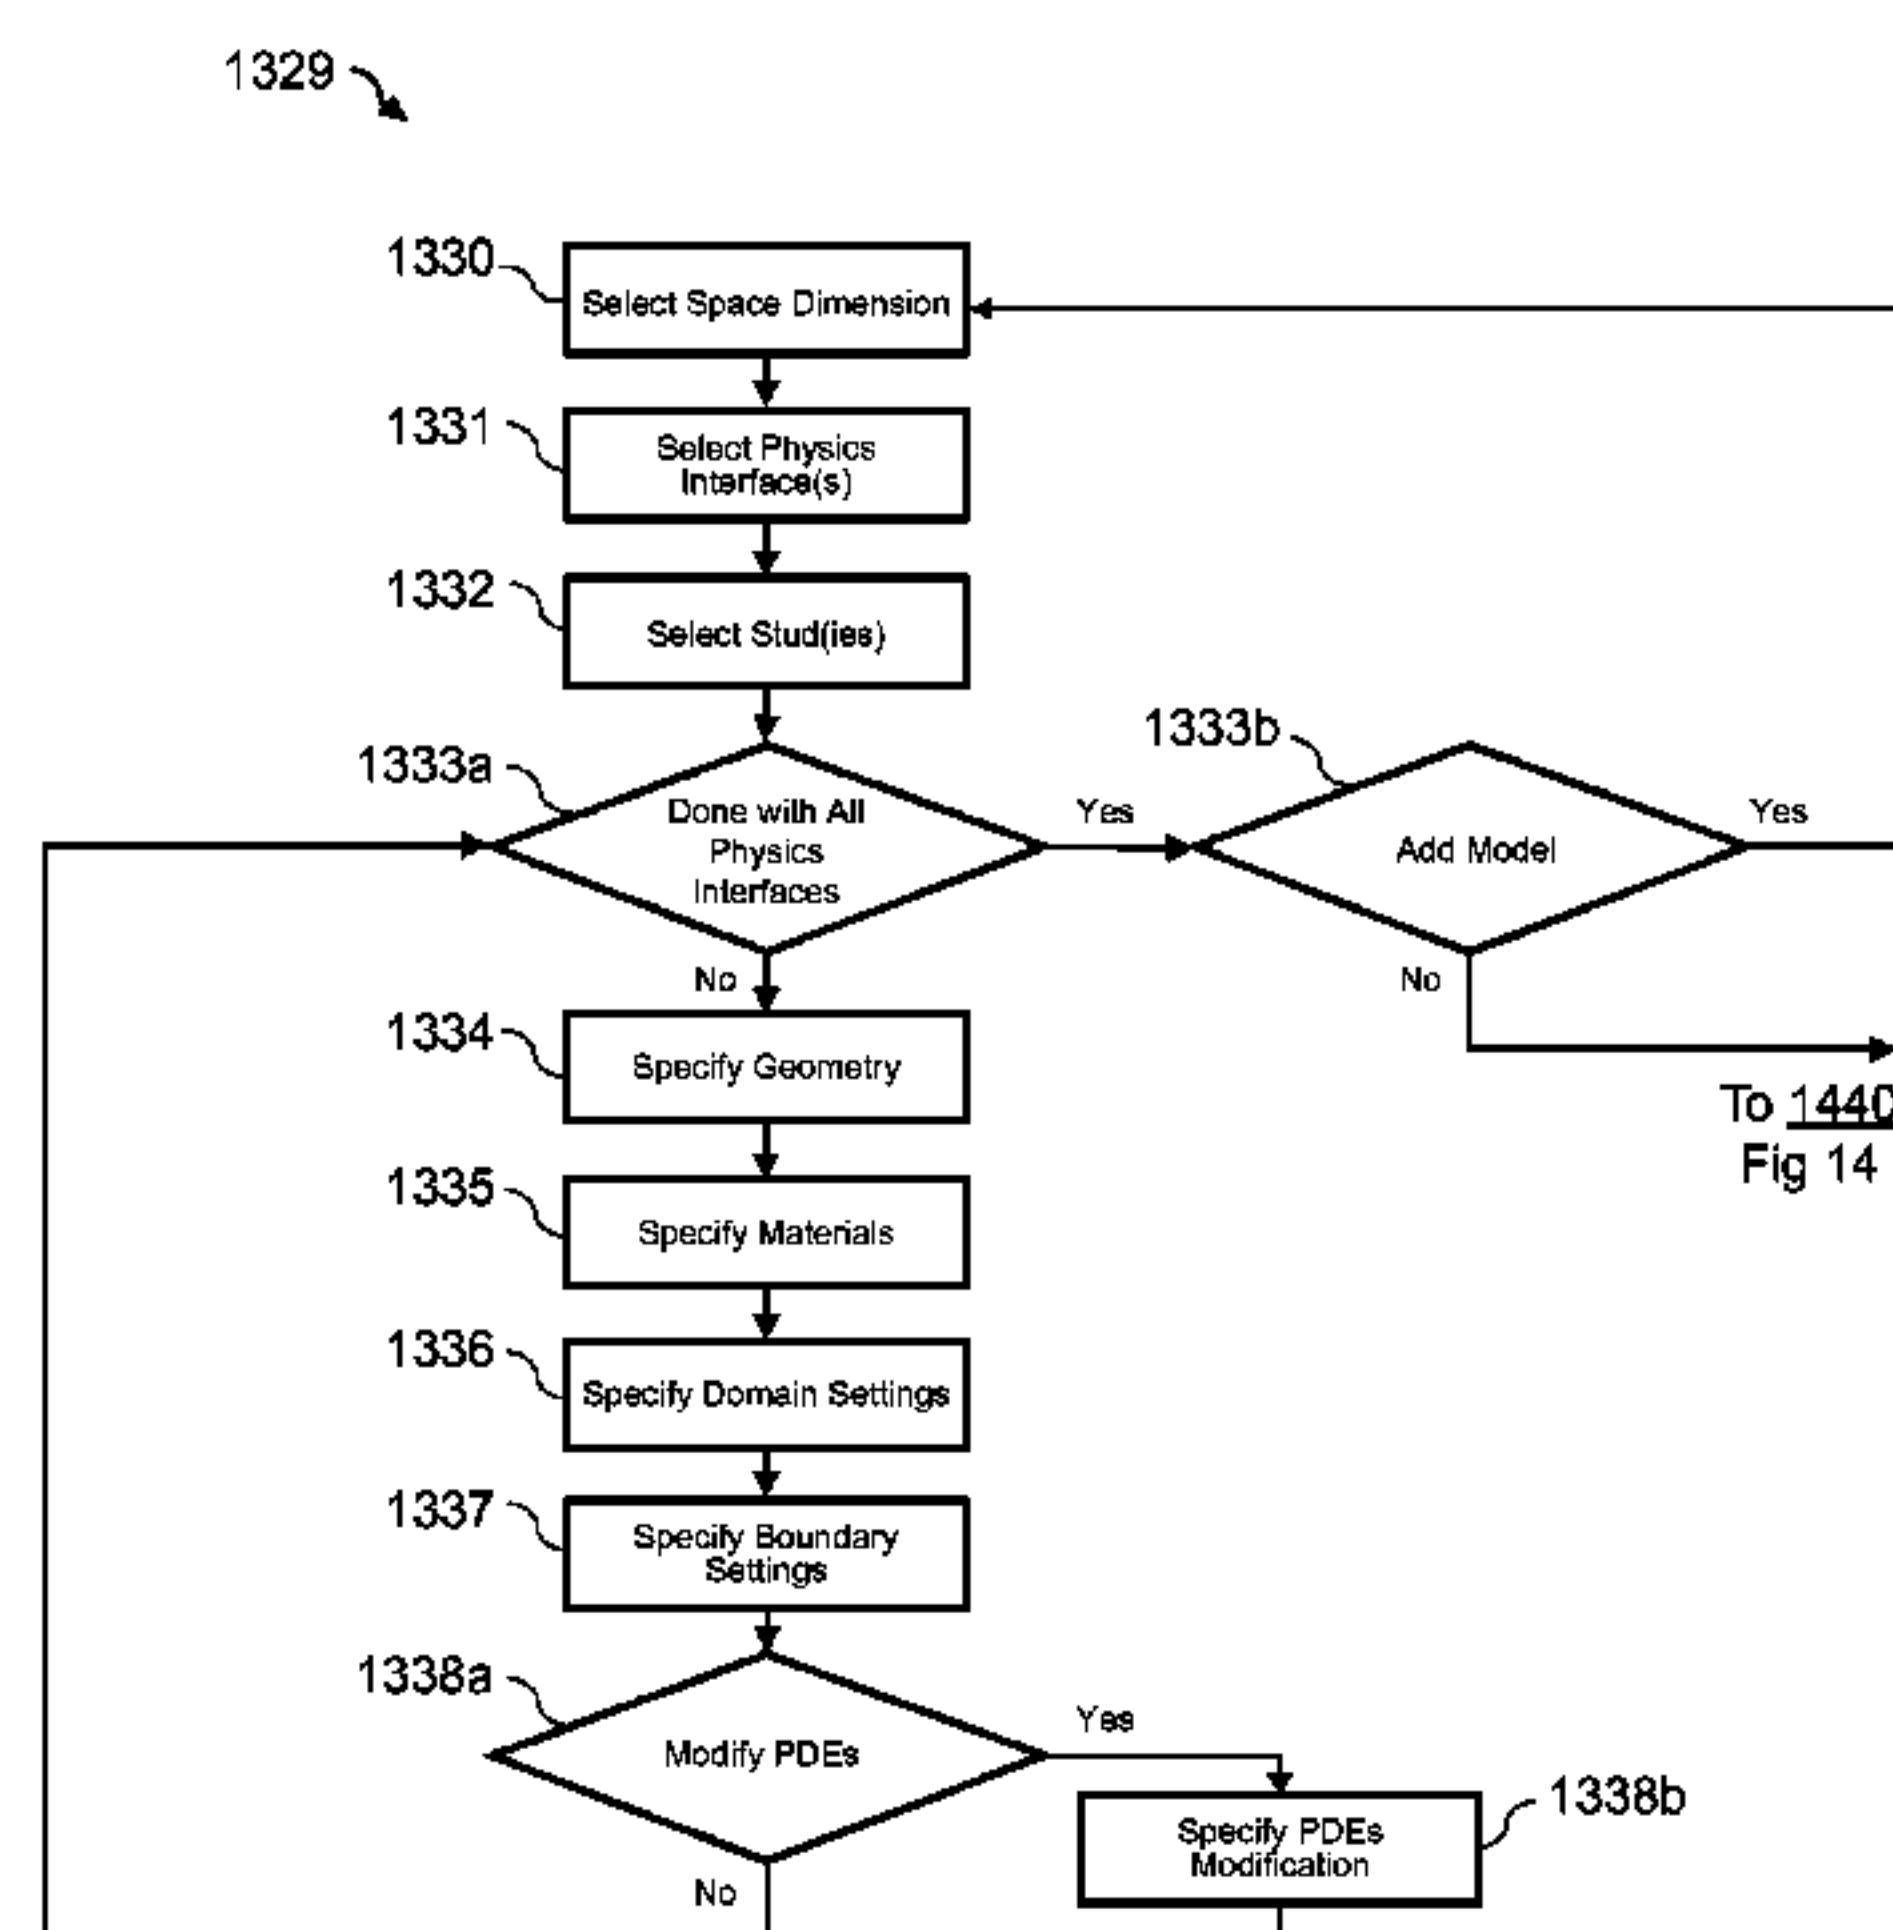 1329
1330
Select Space Dimension
1331
Select Physics
Interface(s)
1332
Select Stud(ies)
1333a
Done with All
Physics
Interfaces
Yes
1333b
Add Model
Yes
No
No
1334
Specify Geometry
To 1440
Fig 14
1335
Specify Materials
1336
Specify Domain Settings
1337
Specify Boundary
Settings
1338a
Modify PDEs
Yes
1338b
Specify PDEs
Modification
No